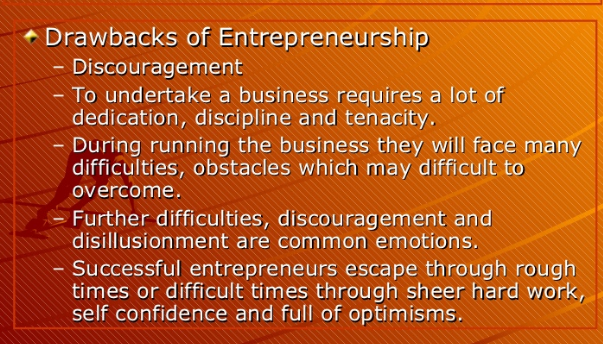 Drawbacks of Entrepreneurship
– Discouragement
– To undertake a business requires a lot of
dedication, discipline and tenacity.
– During running the business they will face many
difficulties, obstacles which may difficult to
overcome.
– Further difficulties, discouragement and
disillusionment are common emotions.
– Successful entrepreneurs escape through rough
times or difficult times through sheer hard work,
self confidence and full of optimisms.